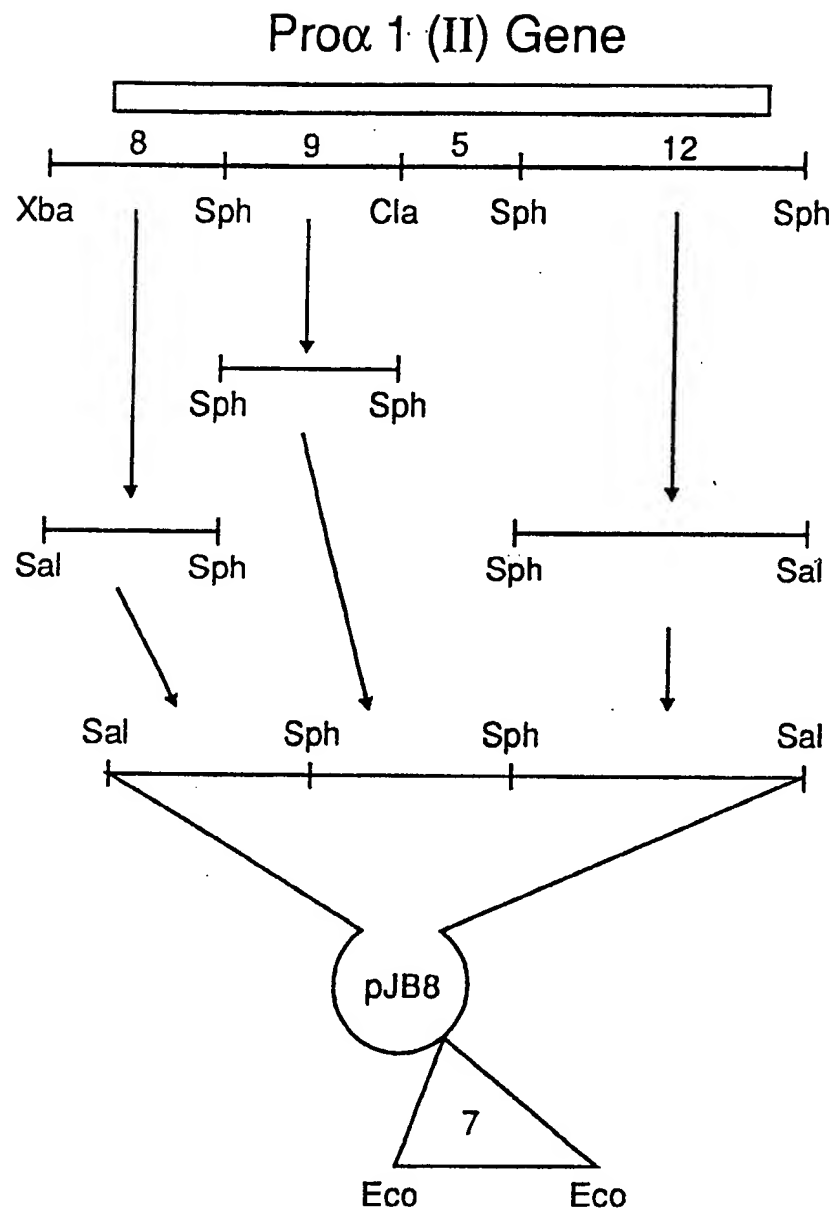 Proα 1 (II) Gene
8 9 5 12
Xba Sph Cla Sph Sph
Sph Sph
Sal Sph Sph Sal
Sal Sph Sph Sal
pJB8
7
Eco Eco